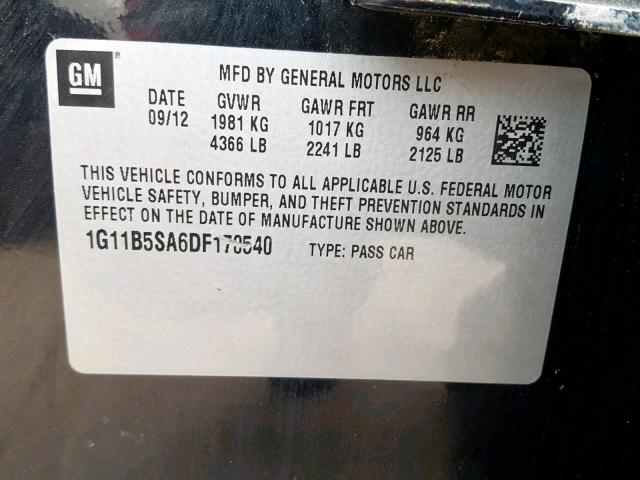 GM
MFD BY GENERAL MOTORS LLC
DATE GVWR GAWR FRT GAWR RR
09/12 1981 KG 1017 KG 964 KG
4366 LB 2241 LB 2125 LB
THIS VEHICLE CONFORMS TO ALL APPLICABLE U.S. FEDERAL MOTOR
VEHICLE SAFETY, BUMPER, AND THEFT PREVENTION STANDARDS IN
EFFECT ON THE DATE OF MANUFACTURE SHOWN ABOVE.
TYPE: PASS CAR